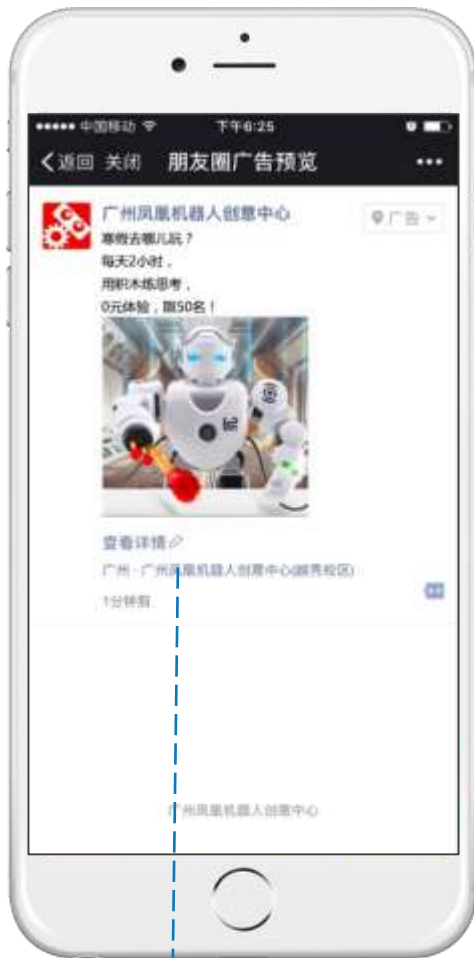 中国移动 下午6:25
返回 关闭 朋友圈广告预览
广州凤凰机器人创意中心
广告
寒假去哪儿玩？
每天2小时，
用积木练思考，
0元体验，限50名！
查看详情
广州·广州凤凰机器人创意中心(越秀校区)
1分钟前
广州凤凰机器人创意中心